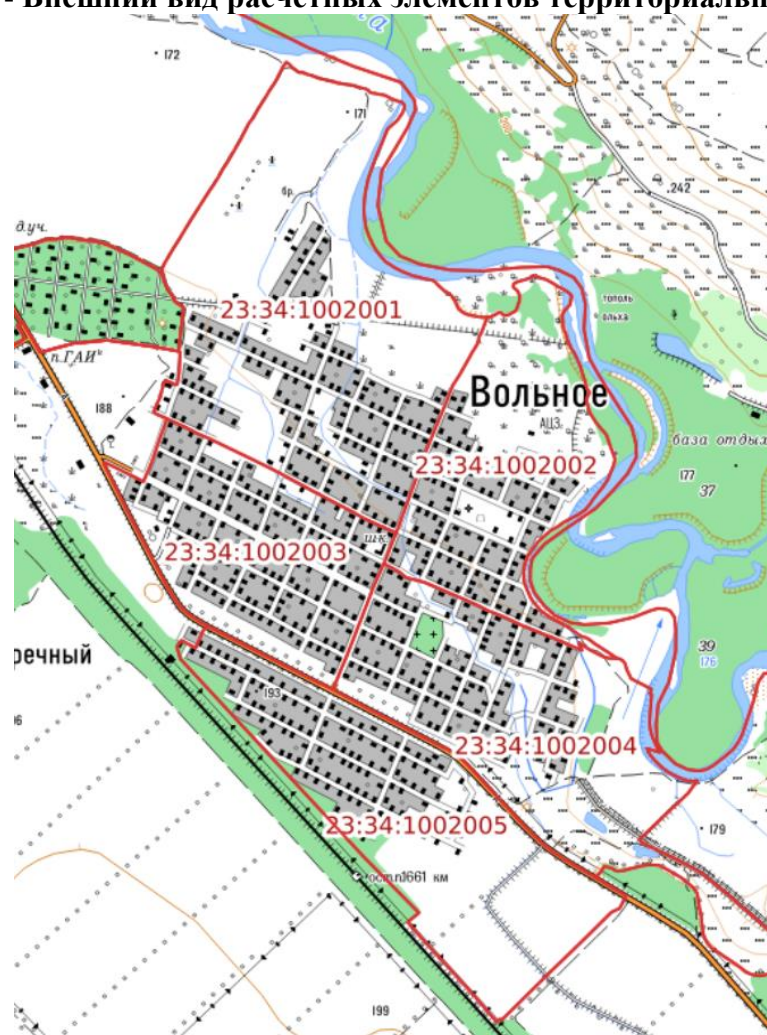 - Внешний вид расчетных элементов территориальн
а
172
171
бр.
242
д.уч.
23:34:1002001
тополь
ольха
п.ГАИ
Вольное
188
АЦЗ.
база отдых
23:34:1002002
177
37
шк.
23:34:1002003
речный
39
176
193
23:34:1002004
23:34:1002005
179
ост.п1661 км
199